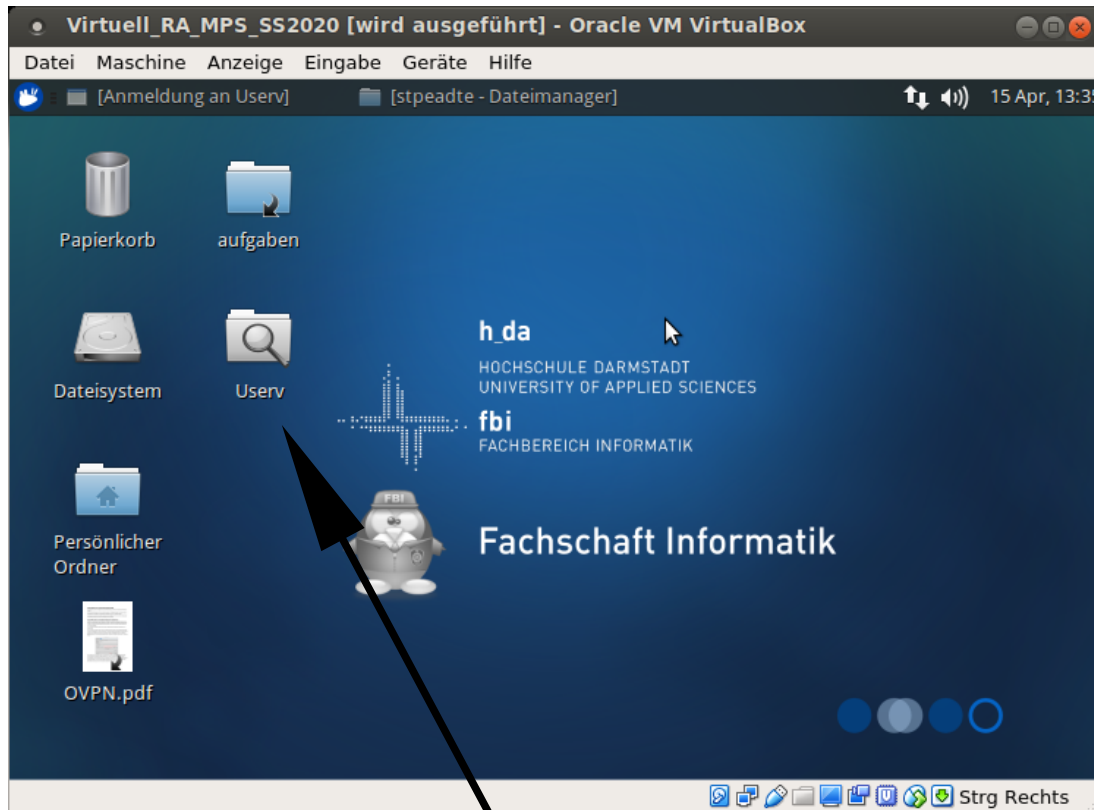 Virtuell_RA_MPS_SS2020 [wird ausgeführt] - Oracle VM VirtualBox
Datei Maschine Anzeige Eingabe Geräte Hilfe
[Anmeldung an Userv] [stpeadte - Dateimanager] 15 Apr, 13:35
Papierkorb aufgaben
Dateisystem Userv
h_da
HOCHSCHULE DARMSTADT
UNIVERSITY OF APPLIED SCIENCES
fbi
FACHBEREICH INFORMATIK
FBI
Fachschaft Informatik
Persönlicher
Ordner
OVPN.pdf
Strg Rechts